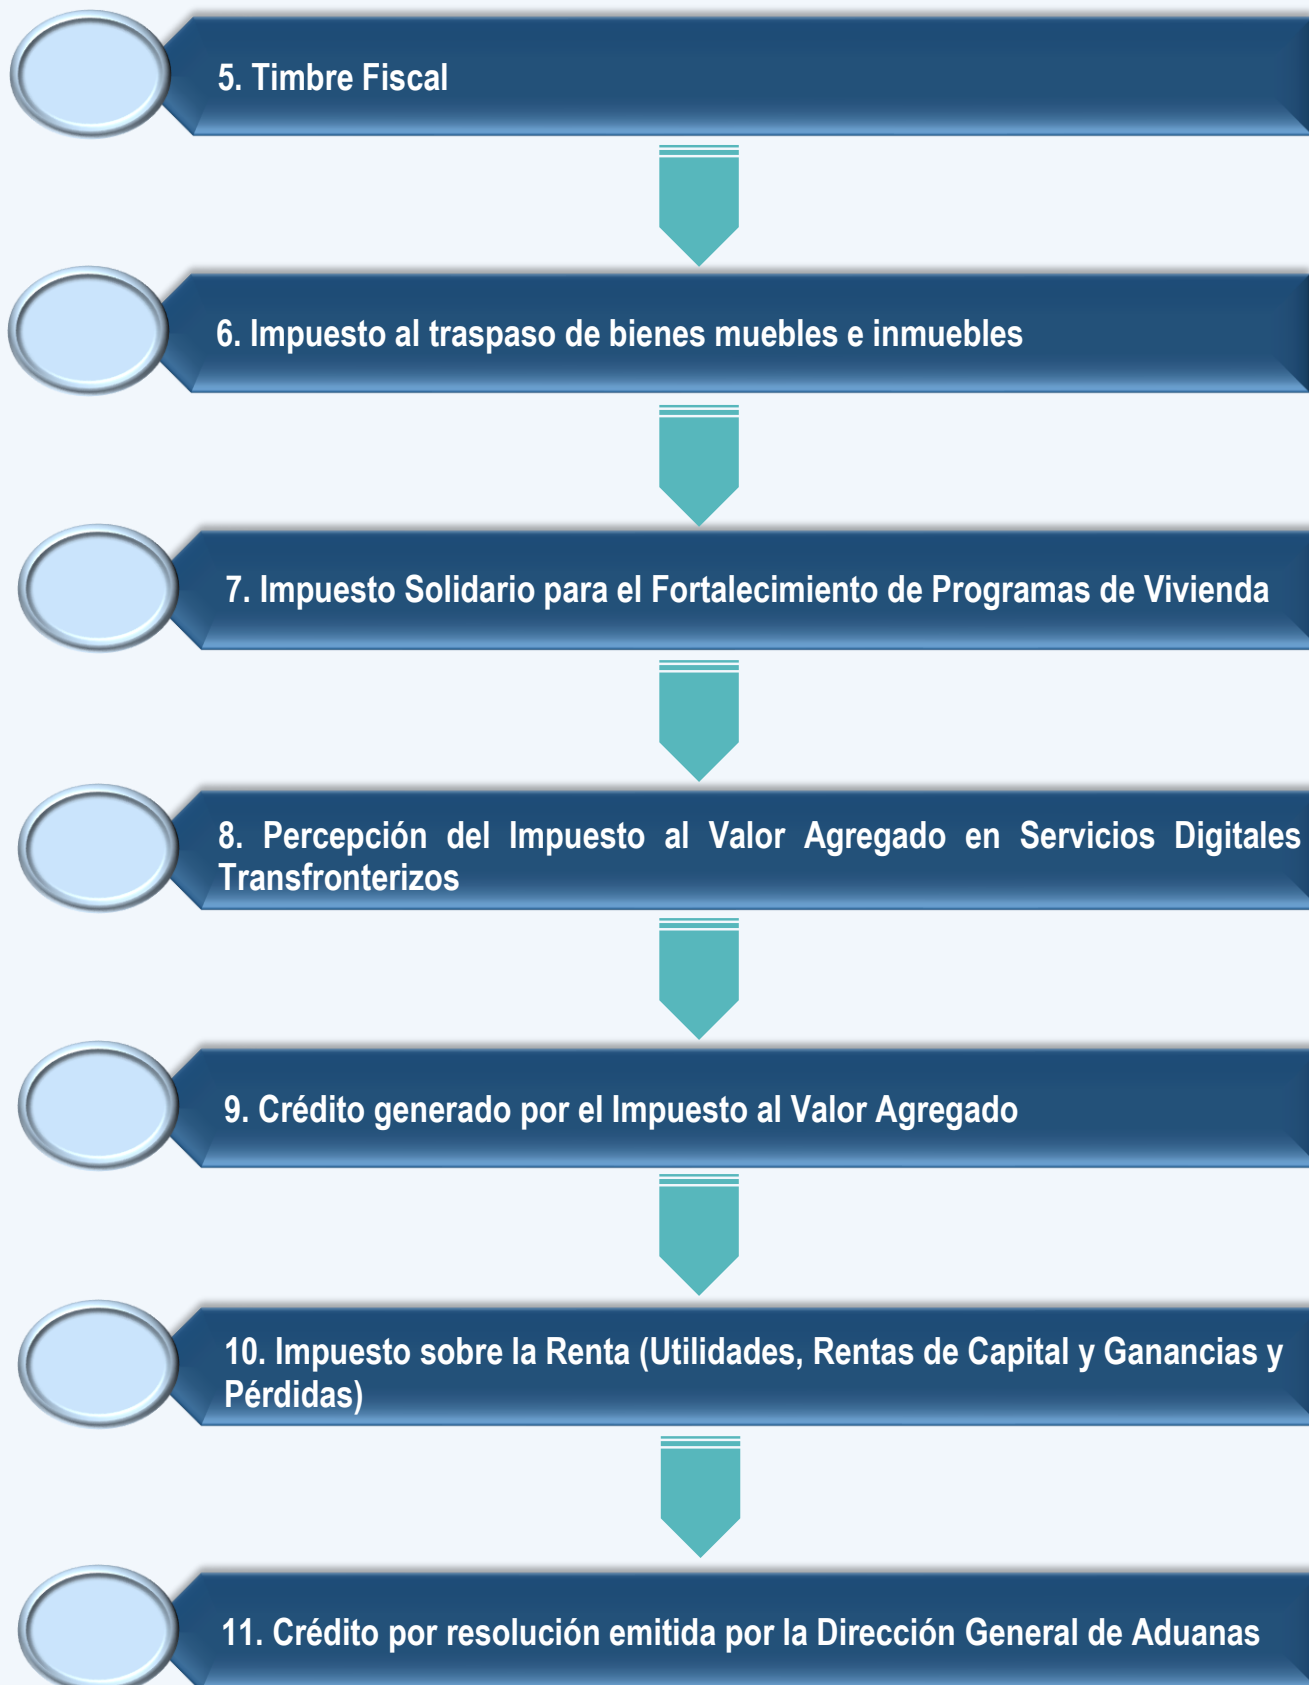 5. Timbre Fiscal
6. Impuesto al traspaso de bienes muebles e inmuebles
7. Impuesto Solidario para el Fortalecimiento de Programas de Vivienda
8. Percepción del Impuesto al Valor Agregado en Servicios Digitales
Transfronterizos
9. Crédito generado por el Impuesto al Valor Agregado
10. Impuesto sobre la Renta (Utilidades, Rentas de Capital y Ganancias y
Pérdidas)
11. Crédito por resolución emitida por la Dirección General de Aduanas